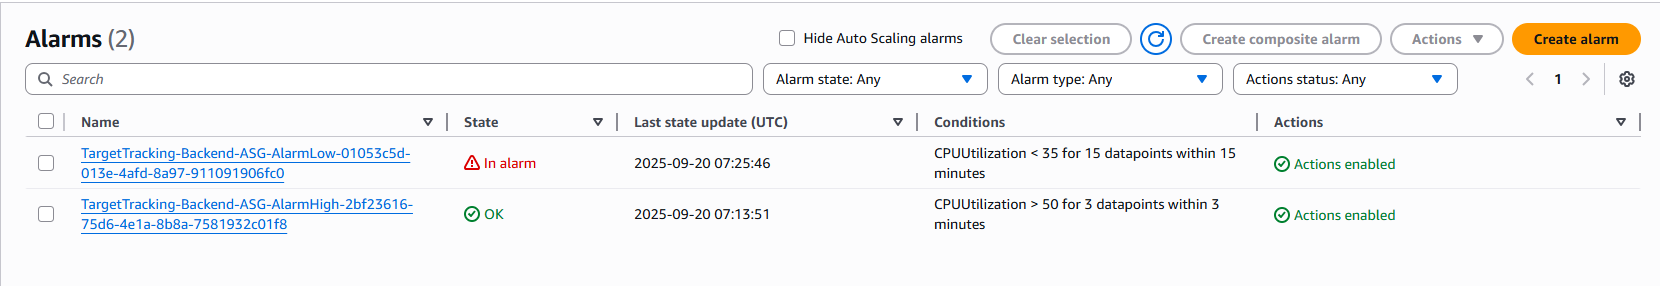 Alarms (2)
Hide Auto Scaling alarms
Clear selection
Create composite alarm
Actions
Create alarm
Search
Alarm state: Any
Alarm type: Any
Actions status: Any
1
Name
State
Last state update (UTC)
Conditions
Actions
TargetTracking-Backend-ASG-AlarmLow-01053c5d-
013e-4afd-8a97-911091906fc0
In alarm
2025-09-20 07:25:46
CPUUtilization < 35 for 15 datapoints within 15
minutes
Actions enabled
TargetTracking-Backend-ASG-AlarmHigh-2bf23616-
75d6-4e1a-8b8a-7581932c01f8
OK
2025-09-20 07:13:51
CPUUtilization > 50 for 3 datapoints within 3
minutes
Actions enabled